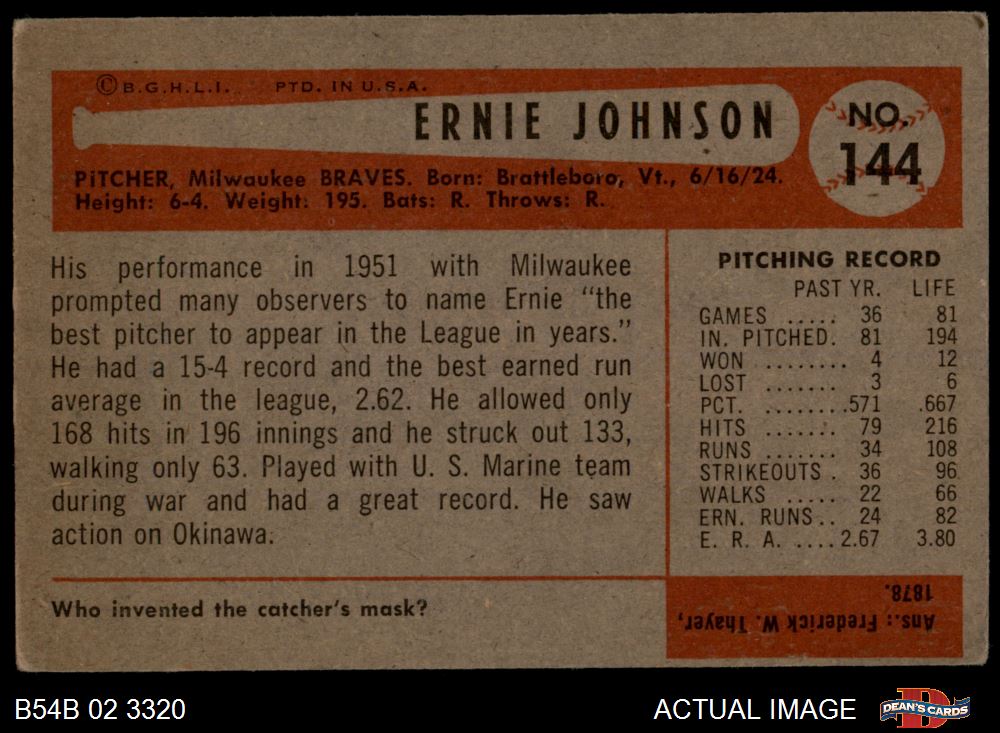 ©B.G.H.L.I. PTD. IN U.S.A.
ERNIE JOHNSON
NO.
144
PITCHER, Milwaukee BRAVES. Born: Brattleboro, Vt., 6/16/24.
Height: 6-4. Weight: 195. Bats: R. Throws: R.
His performance in 1951 with Milwaukee
prompted many observers to name Ernie “the
best pitcher to appear in the League in years.”
He had a 15-4 record and the best earned run
average in the league, 2.62. He allowed only
168 hits in 196 innings and he struck out 133,
walking only 63. Played with U. S. Marine team
during war and had a great record. He saw
action on Okinawa.
PITCHING RECORD
PAST YR. LIFE
GAMES ..... 36 81
IN. PITCHED. 81 194
WON ........ 4 12
LOST ....... 3 6
PCT. ........571 .667
HITS ....... 79 216
RUNS ....... 34 108
STRIKEOUTS . 36 96
WALKS ..... 22 66
ERN. RUNS.. 24 82
E. R. A. ....2.67 3.80
Who invented the catcher's mask?
Ans.: Frederick W. Thayer,
1878.
B54B 02 3320
ACTUAL IMAGE
DEAN'S CARDS